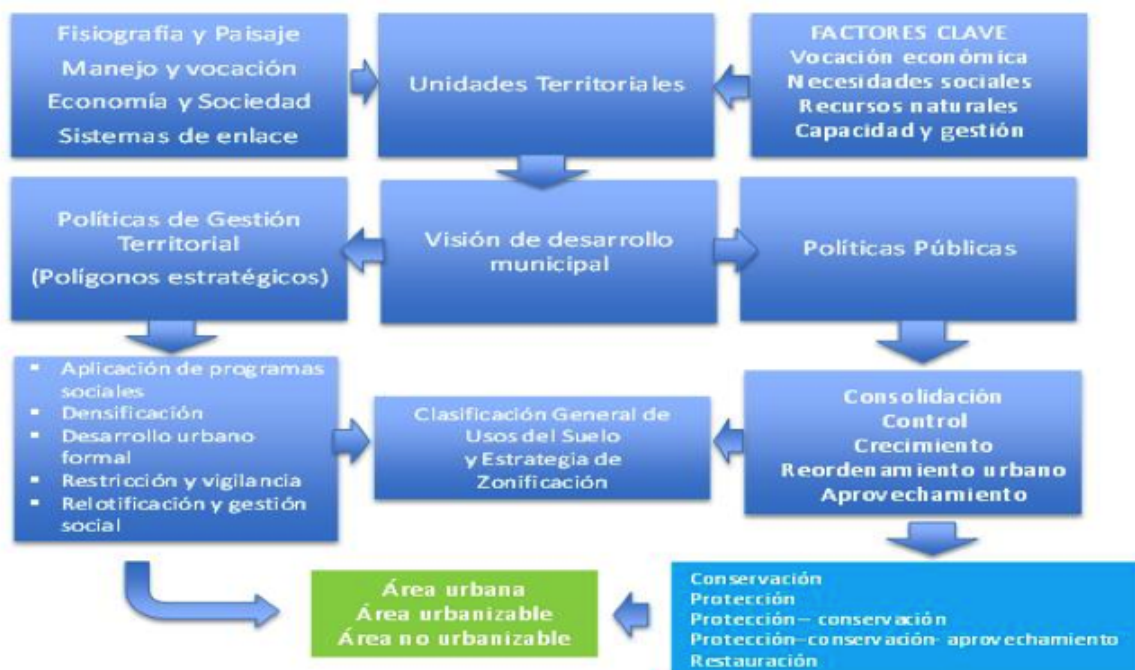 Fisiografía y Paisaje
Manejo y vocación
Economía y Sociedad
Sistemas de enlace
Unidades Territoriales
FACTORES CLAVE
Vocación económica
Necesidades sociales
Recursos naturales
Capacidad y gestión
Políticas de Gestión
Territorial
(Polígonos estratégicos)
Visión de desarrollo
municipal
Políticas Públicas
▪ Aplicación de programas
sociales
▪ Densificación
▪ Desarrollo urbano
formal
▪ Restricción y vigilancia
▪ Relotificación y gestión
social
Clasificación General de
Usos del Suelo
y Estrategia de
Zonificación
Consolidación
Control
Crecimiento
Reordenamiento urbano
Aprovechamiento
Área urbana
Área urbanizable
Área no urbanizable
Conservación
Protección
Protección – conservación
Protección–conservación- aprovechamiento
Restauración